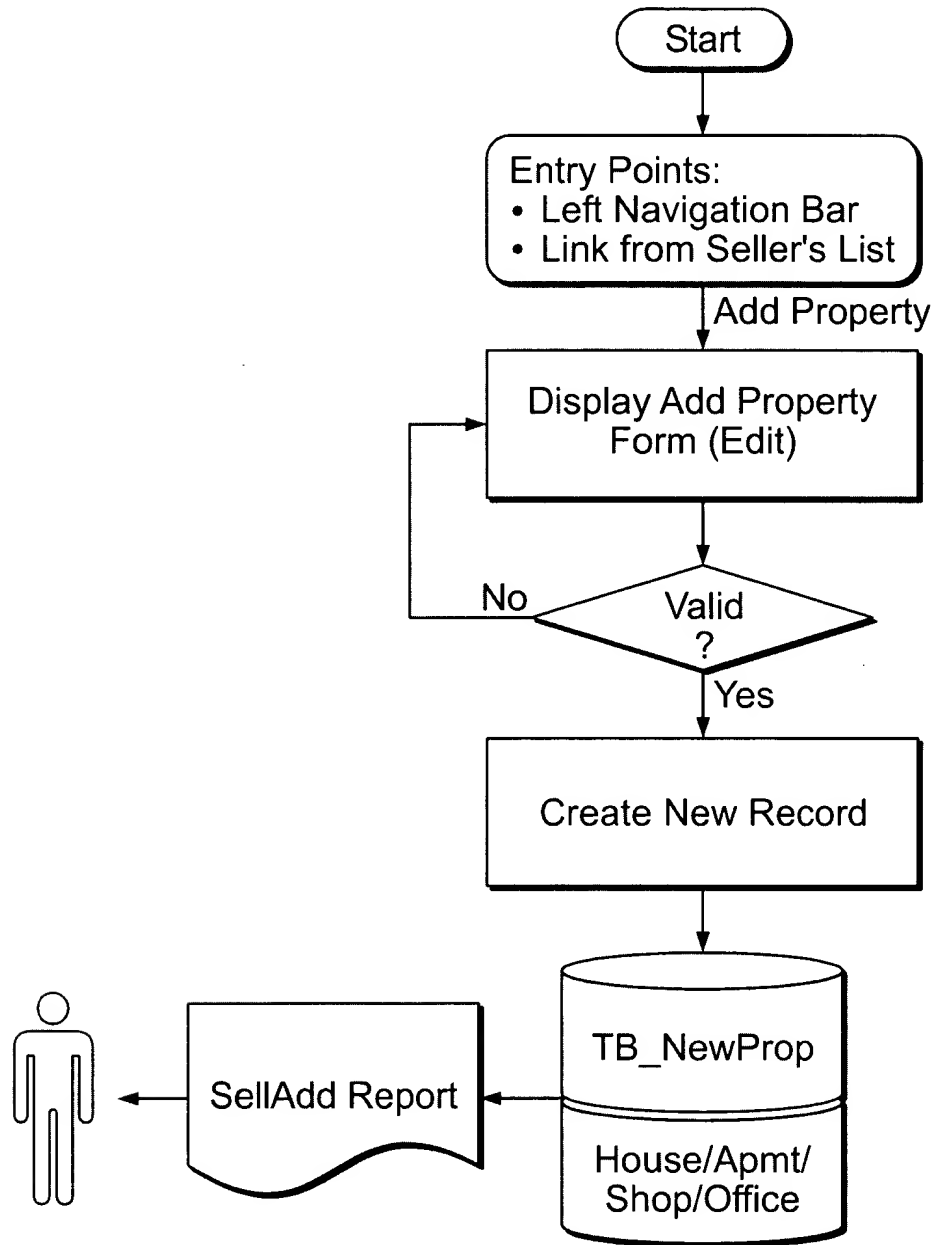 Start
Entry Points:
• Left Navigation Bar
• Link from Seller's List
Add Property
Display Add Property
Form (Edit)
No
Valid
?
Yes
Create New Record
TB_NewProp
SellAdd Report
House/Apmt/
Shop/Office